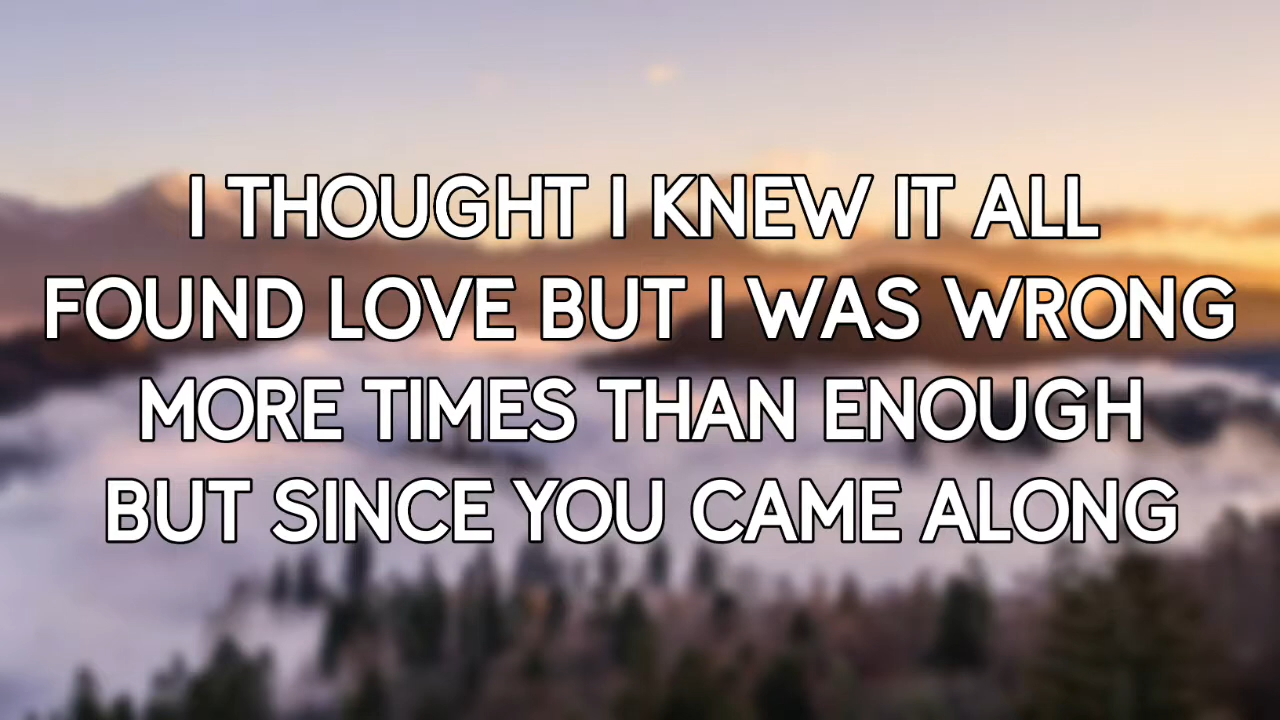 I THOUGHT I KNEW IT ALL
FOUND LOVE BUT I WAS WRONG
MORE TIMES THAN ENOUGH
BUT SINCE YOU CAME ALONG